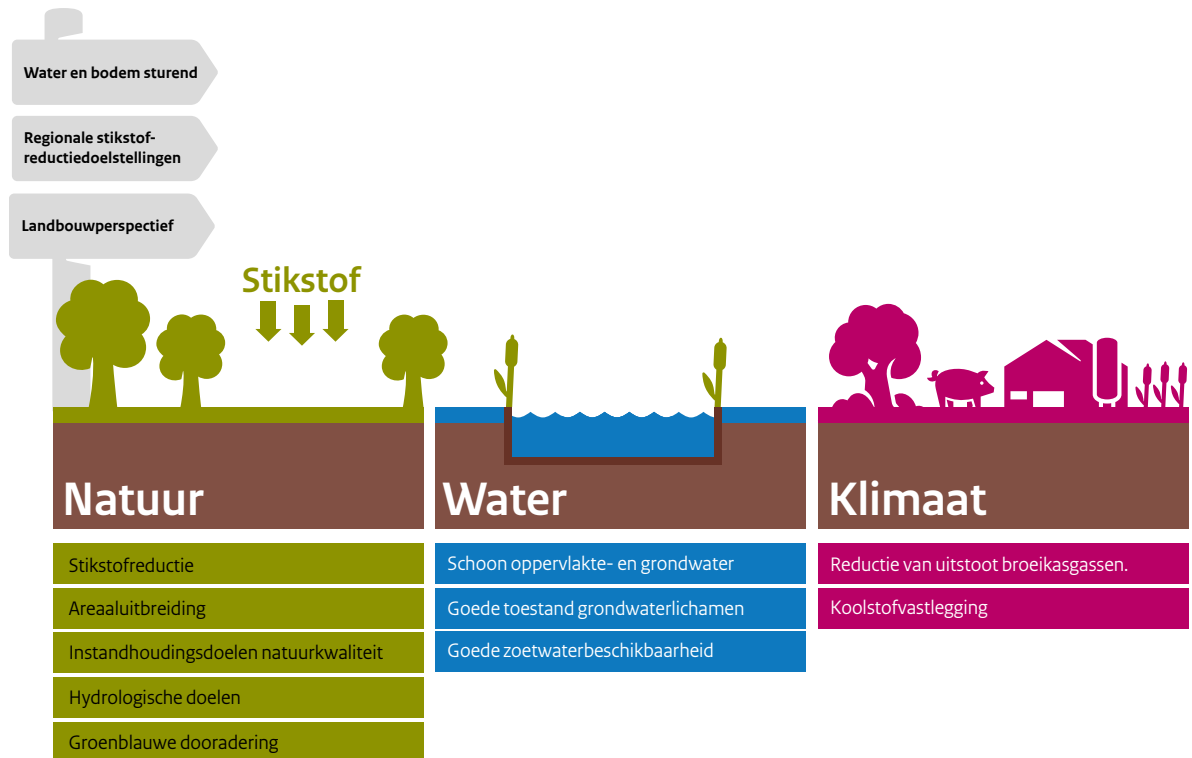 Water en bodem sturend
Regionale stikstof-
reductiedoelstellingen
Landbouwperspectief
Stikstof
Natuur
Stikstofreductie
Areaaluitbreiding
Instandhoudingsdoelen natuurkwaliteit
Hydrologische doelen
Groenblauwe dooradering
Water
Schoon oppervlakte- en grondwater
Goede toestand grondwaterlichamen
Goede zoetwaterbeschikbaarheid
Klimaat
Reductie van uitstoot broeikasgassen.
Koolstofvastlegging